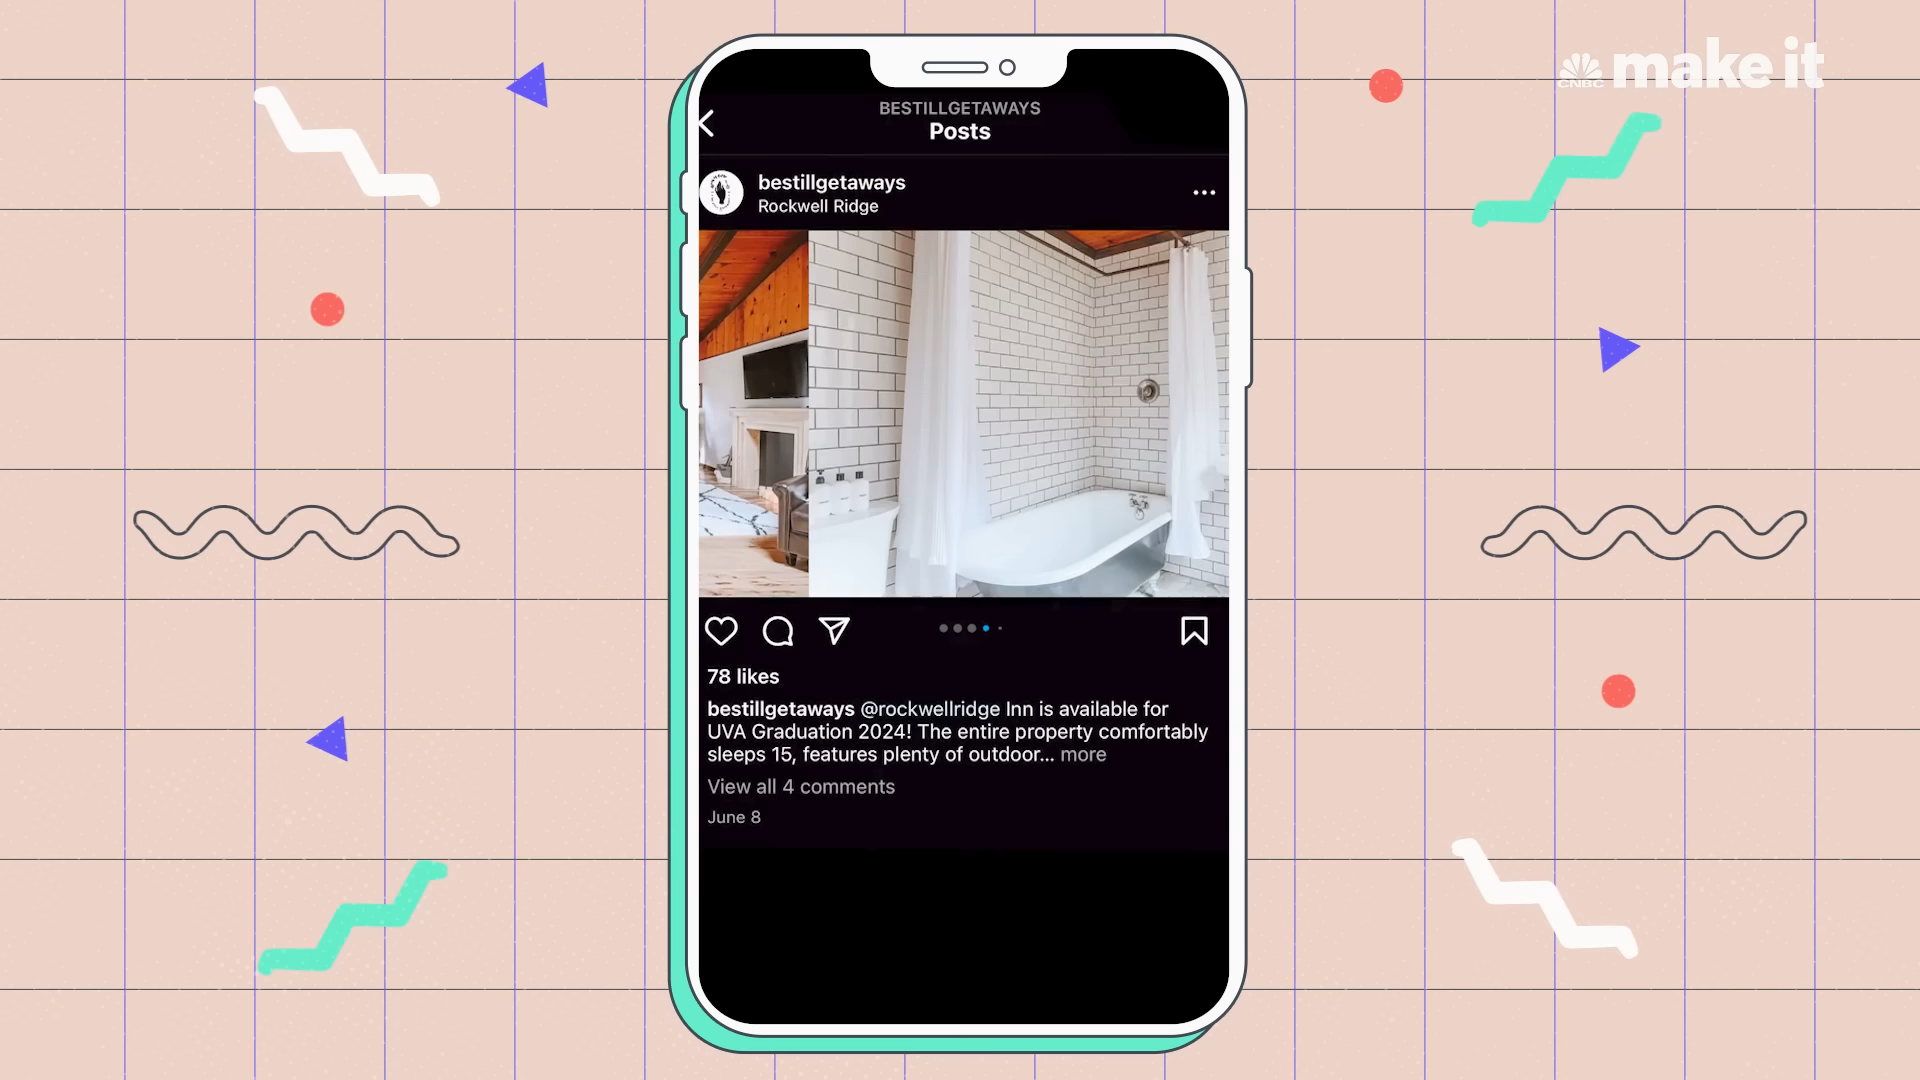 CNBC make it
BESTILLGETAWAYS
Posts
bestillgetaways
Rockwell Ridge
78 likes
bestillgetaways @rockwellridge Inn is available for
UVA Graduation 2024! The entire property comfortably
sleeps 15, features plenty of outdoor... more
View all 4 comments
June 8